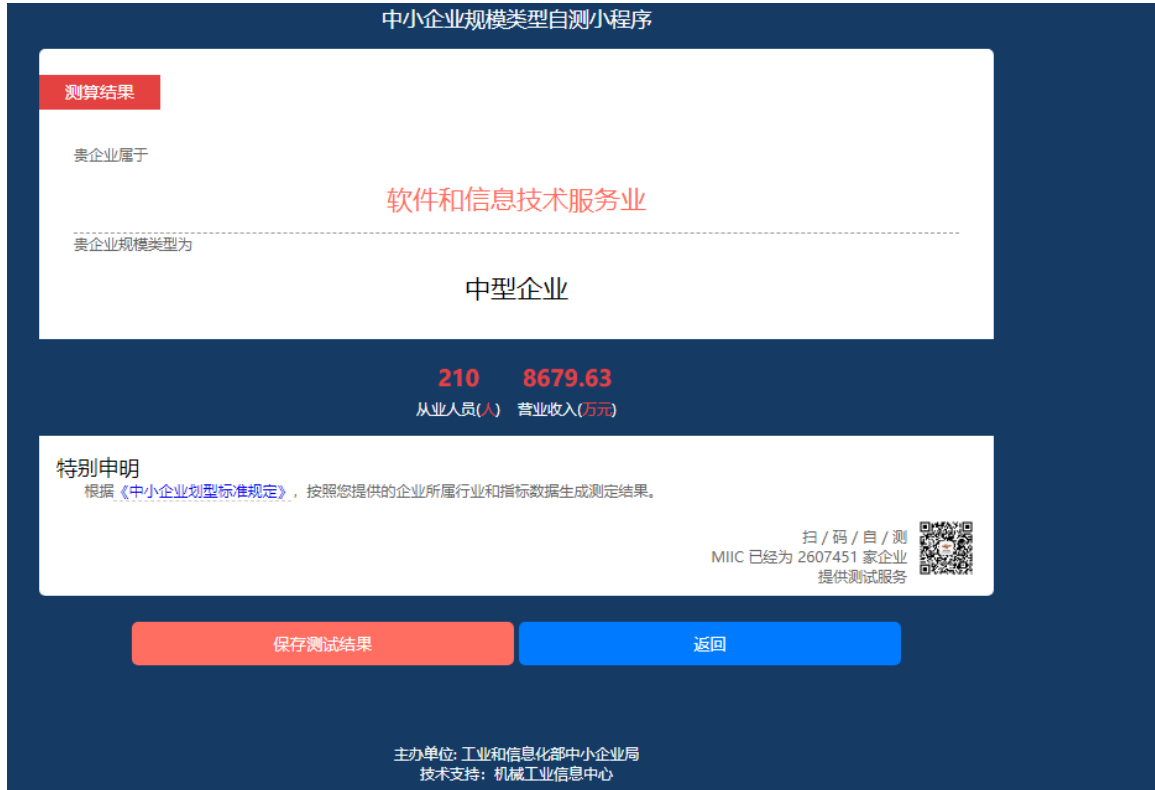 中小企业规模类型自测小程序
测算结果
贵企业属于
软件和信息技术服务业
贵企业规模类型为
中型企业
210 8679.63
从业人员(人) 营业收入(万元)
特别申明
根据《中小企业划型标准规定》，按照您提供的企业所属行业和指标数据生成测定结果。
扫 / 码 / 自 / 测
MIIC 已经为 2607451 家企业
提供测试服务
保存测试结果 返回
主办单位: 工业和信息化部中小企业局
技术支持：机械工业信息中心